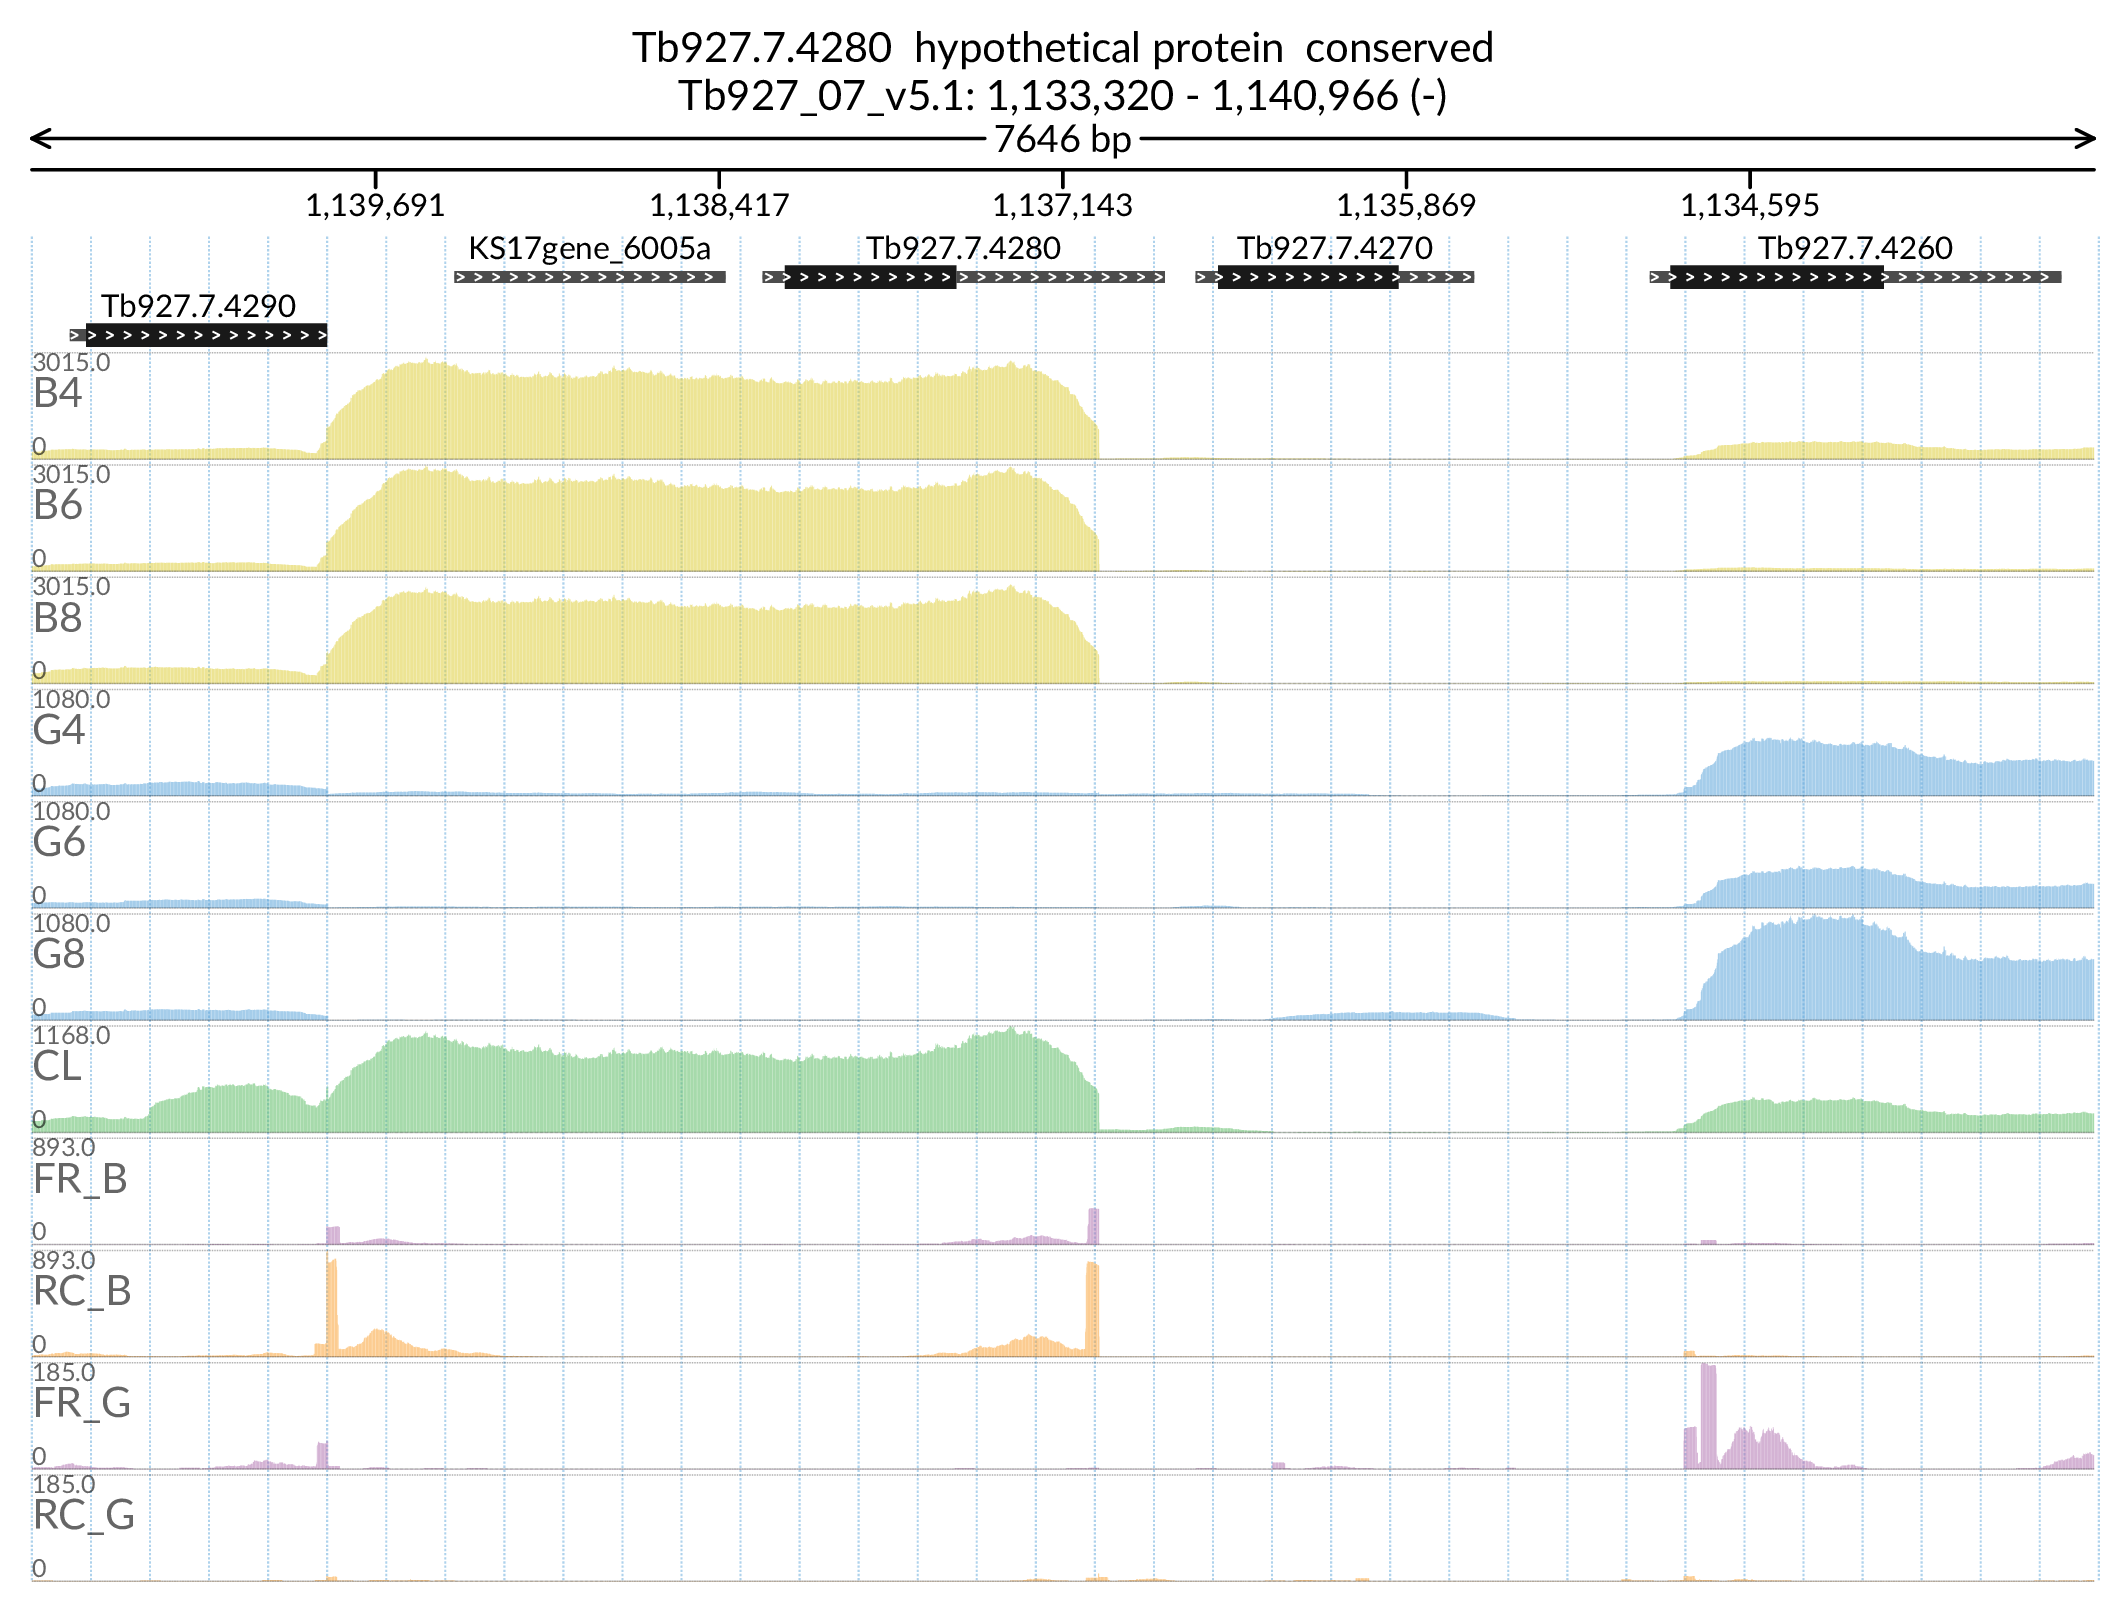 Tb927.7.4280 hypothetical protein conserved
Tb927_07_v5.1: 1,133,320 - 1,140,966 (-)
7646 bp
1,139,691 1,138,417 1,137,143 1,135,869 1,134,595
KS17gene_6005a Tb927.7.4280 Tb927.7.4270 Tb927.7.4260
Tb927.7.4290
3015.0
B4
0
3015.0
B6
0
3015.0
B8
0
1080.0
G4
0
1080.0
G6
0
1080.0
G8
0
1168.0
CL
0
893.0
FR_B
0
893.0
RC_B
0
185.0
FR_G
0
185.0
RC_G
0